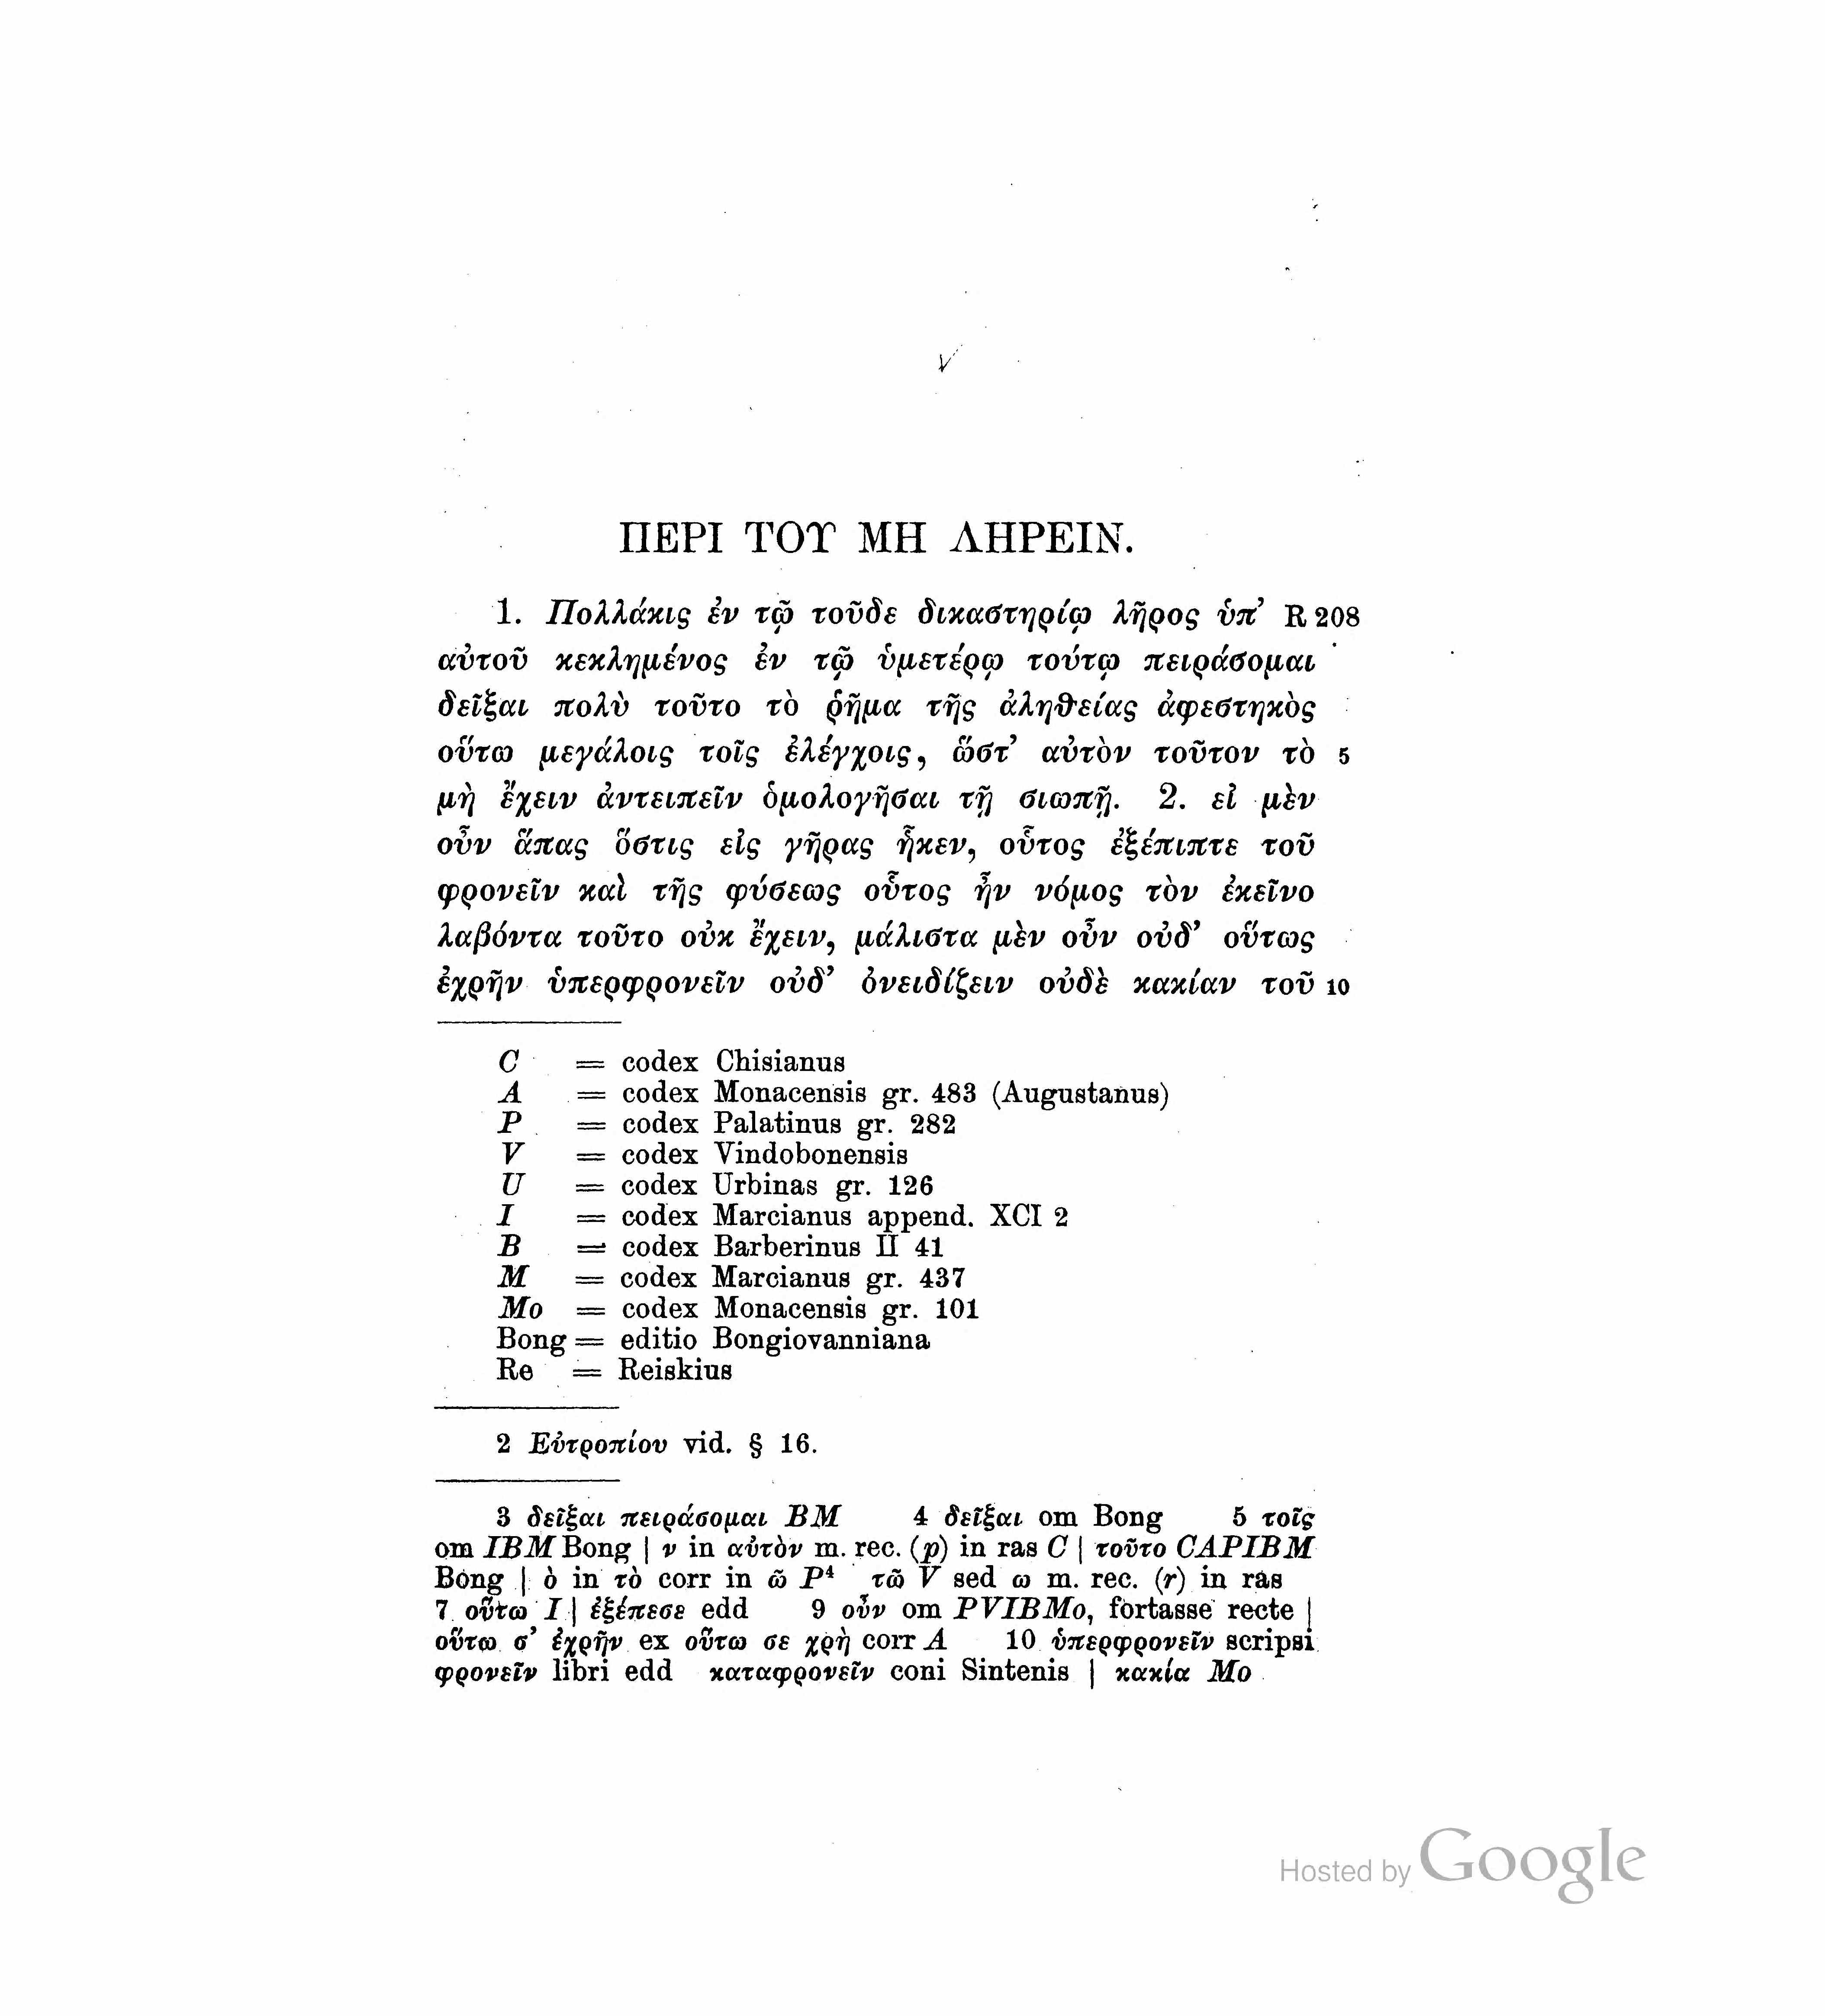 ΠΕΡΙ ΤΟΥ ΜΗ ΛΗΡΕΙΝ.
1. Πολλάκις ἐν τῷ τοῦδε δικαστηρίῳ λῆρος ὑπ’ R 208
αὐτοῦ κεκλημένος ἐν τῷ ὑμετέρῳ τούτῳ πειράσομαι
δεῖξαι πολὺ τοῦτο τὸ ῥῆμα τῆς ἀληθείας ἀφεστηκὸς
οὕτω μεγάλοις τοῖς ἐλέγχοις, ὥστ’ αὐτὸν τοῦτον τὸ 5
μὴ ἔχειν ἀντειπεῖν ὁμολογῆσαι τῇ σιωπῇ. 2. εἰ μὲν
οὖν ἅπας ὅστις εἰς γῆρας ἧκεν, οὗτος ἐξέπιπτε τοῦ
φρονεῖν καὶ τῆς φύσεως οὗτος ἦν νόμος τὸν ἐκεῖνο
λαβόντα τοῦτο οὐκ ἔχειν, μάλιστα μὲν οὖν οὐδ’ οὕτως
ἐχρῆν ὑπερφρονεῖν οὐδ’ ὀνειδίζειν οὐδὲ κακίαν τοῦ 10
C = codex Chisianus
A = codex Monacensis gr. 483 (Augustanus)
P = codex Palatinus gr. 282
V = codex Vindobonensis
U = codex Urbinas gr. 126
I = codex Marcianus append. XCI 2
B = codex Barberinus II 41
M = codex Marcianus gr. 437
Mo = codex Monacensis gr. 101
Bong = editio Bongiovanniana
Re = Reiskius
2 Εὐτροπίου vid. § 16.
3 δεῖξαι πειράσομαι BM 4 δεῖξαι om Bong 5 τοῖς
om IBM Bong | ν in αὐτὸν m. rec. (p) in ras C | τοῦτο CAPIBM
Bong | ὸ in τὸ corr in ῶ P⁴ τῶ V sed ω m. rec. (r) in ras
7 οὕτω I | ἐξέπεσε edd 9 οὖν om PVIBMo, fortasse recte |
οὕτω σ’ ἐχρῆν ex οὕτω σε χρὴ corr A 10 ὑπερφρονεῖν scripsi
φρονεῖν libri edd καταφρονεῖν coni Sintenis | κακία Mo
Hosted by Google